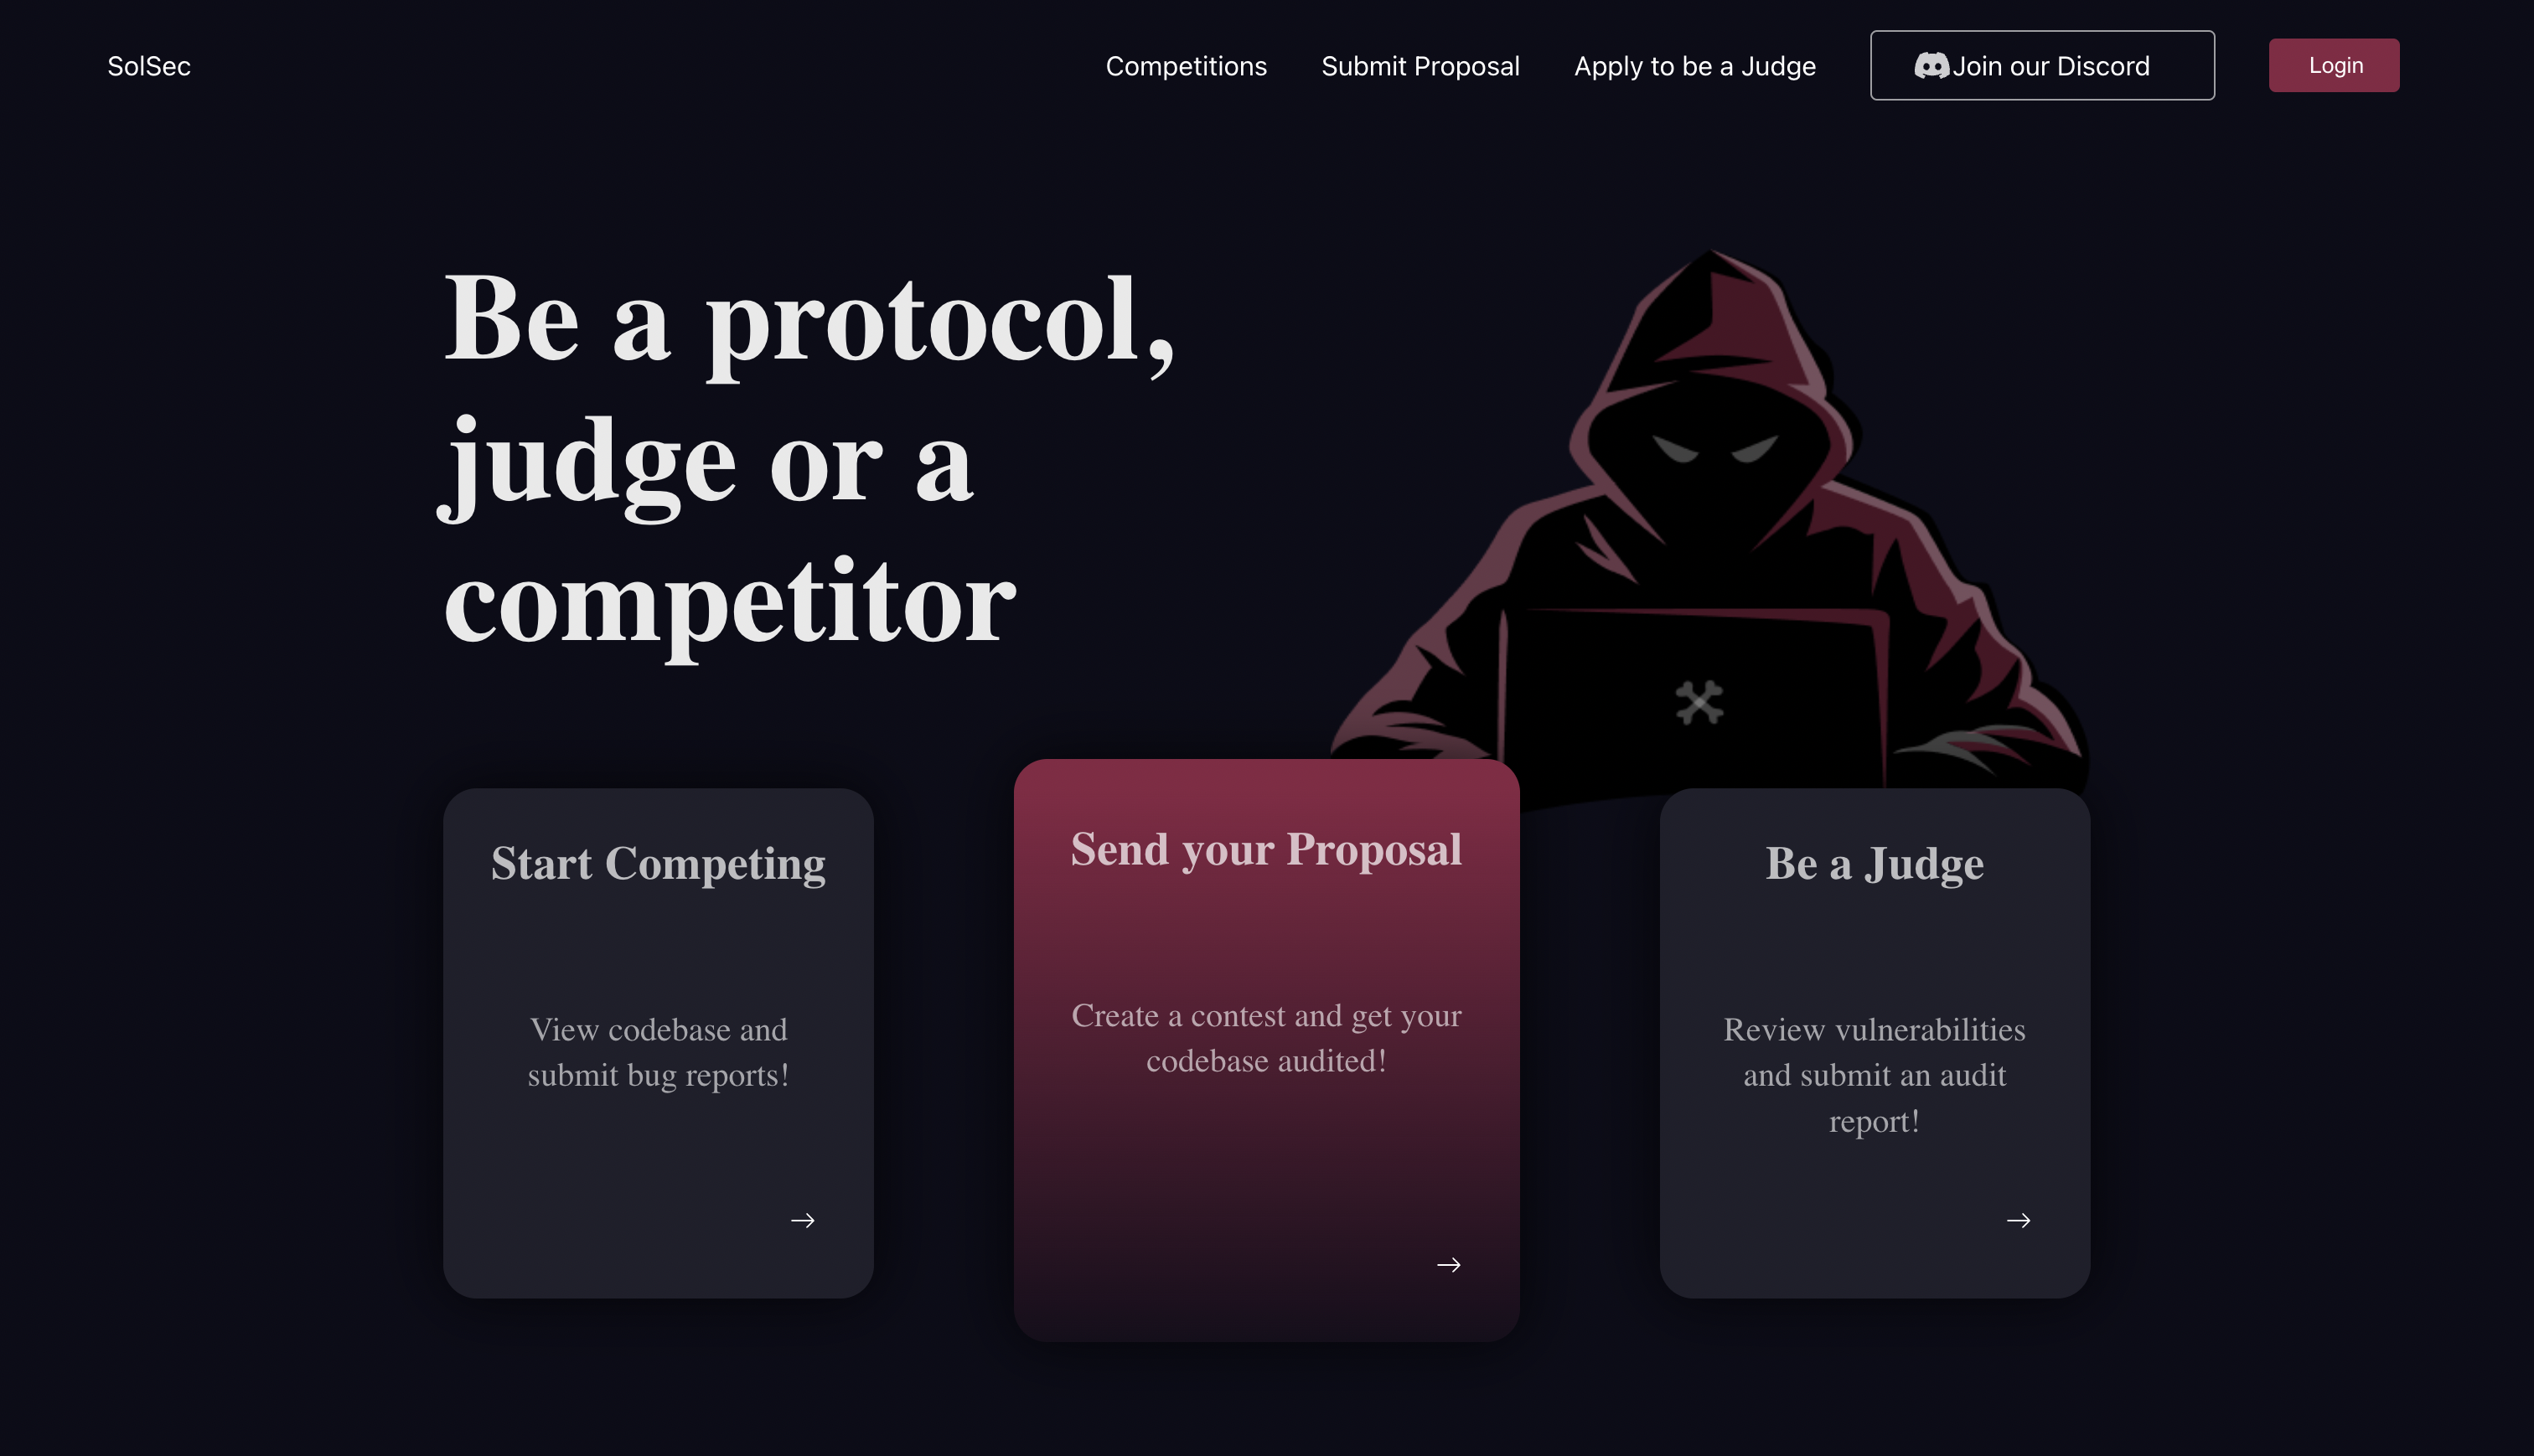 SolSec
Competitions
Submit Proposal
Apply to be a Judge
Join our Discord
Login
Be a protocol,
judge or a
competitor
Start Competing
View codebase and
submit bug reports!
Send your Proposal
Create a contest and get your
codebase audited!
Be a Judge
Review vulnerabilities
and submit an audit
report!